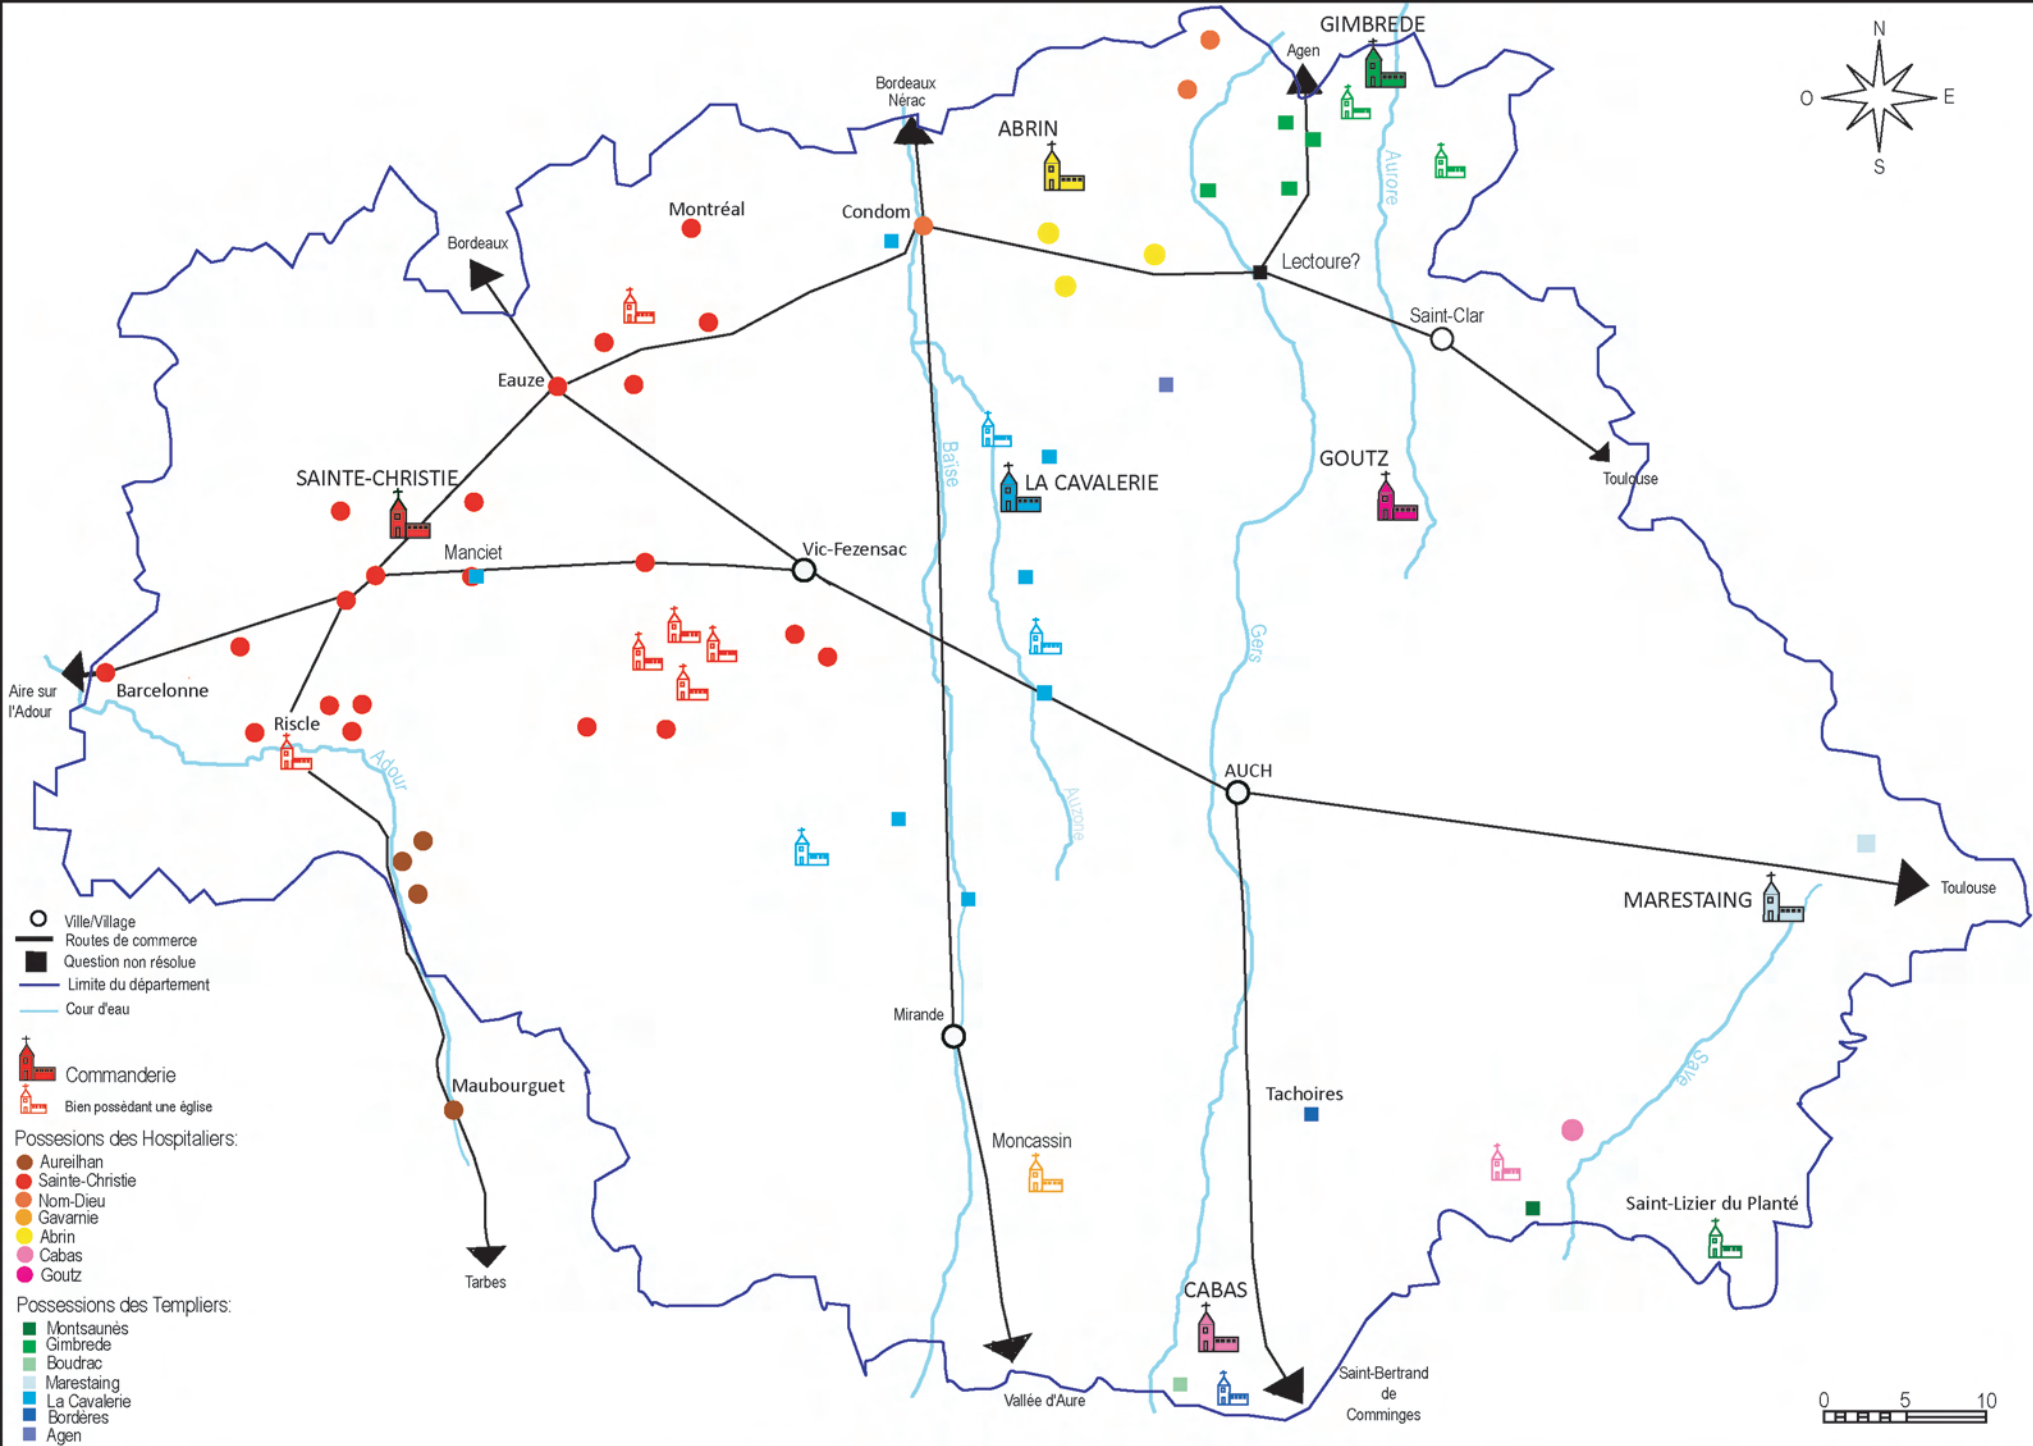 GIMBREDE
N
Agen
O
E
S
Bordeaux
Nérac
ABRIN
Aurore
Montréal
Condom
Bordeaux
Lectoure?
Saint-Clar
Eauze
Baïse
SAINTE-CHRISTIE
LA CAVALERIE
GOUTZ
Toulouse
Manciet
Vic-Fezensac
Gers
Aire sur
l'Adour
Barcelonne
Riscle
Adour
Auzone
AUCH
MARESTAING
Toulouse
Mirande
Save
Maubourguet
Tachoires
Moncassin
Saint-Lizier du Planté
Tarbes
CABAS
Vallée d'Aure
Saint-Bertrand
de
Comminges
0 5 10
Ville/Village
Routes de commerce
Question non résolue
Limite du département
Cour d'eau
Commanderie
Bien possèdant une église
Possesions des Hospitaliers:
Aureilhan
Sainte-Christie
Nom-Dieu
Gavarnie
Abrin
Cabas
Goutz
Possessions des Templiers:
Montsaunès
Gimbrede
Boudrac
Marestaing
La Cavalerie
Bordères
Agen